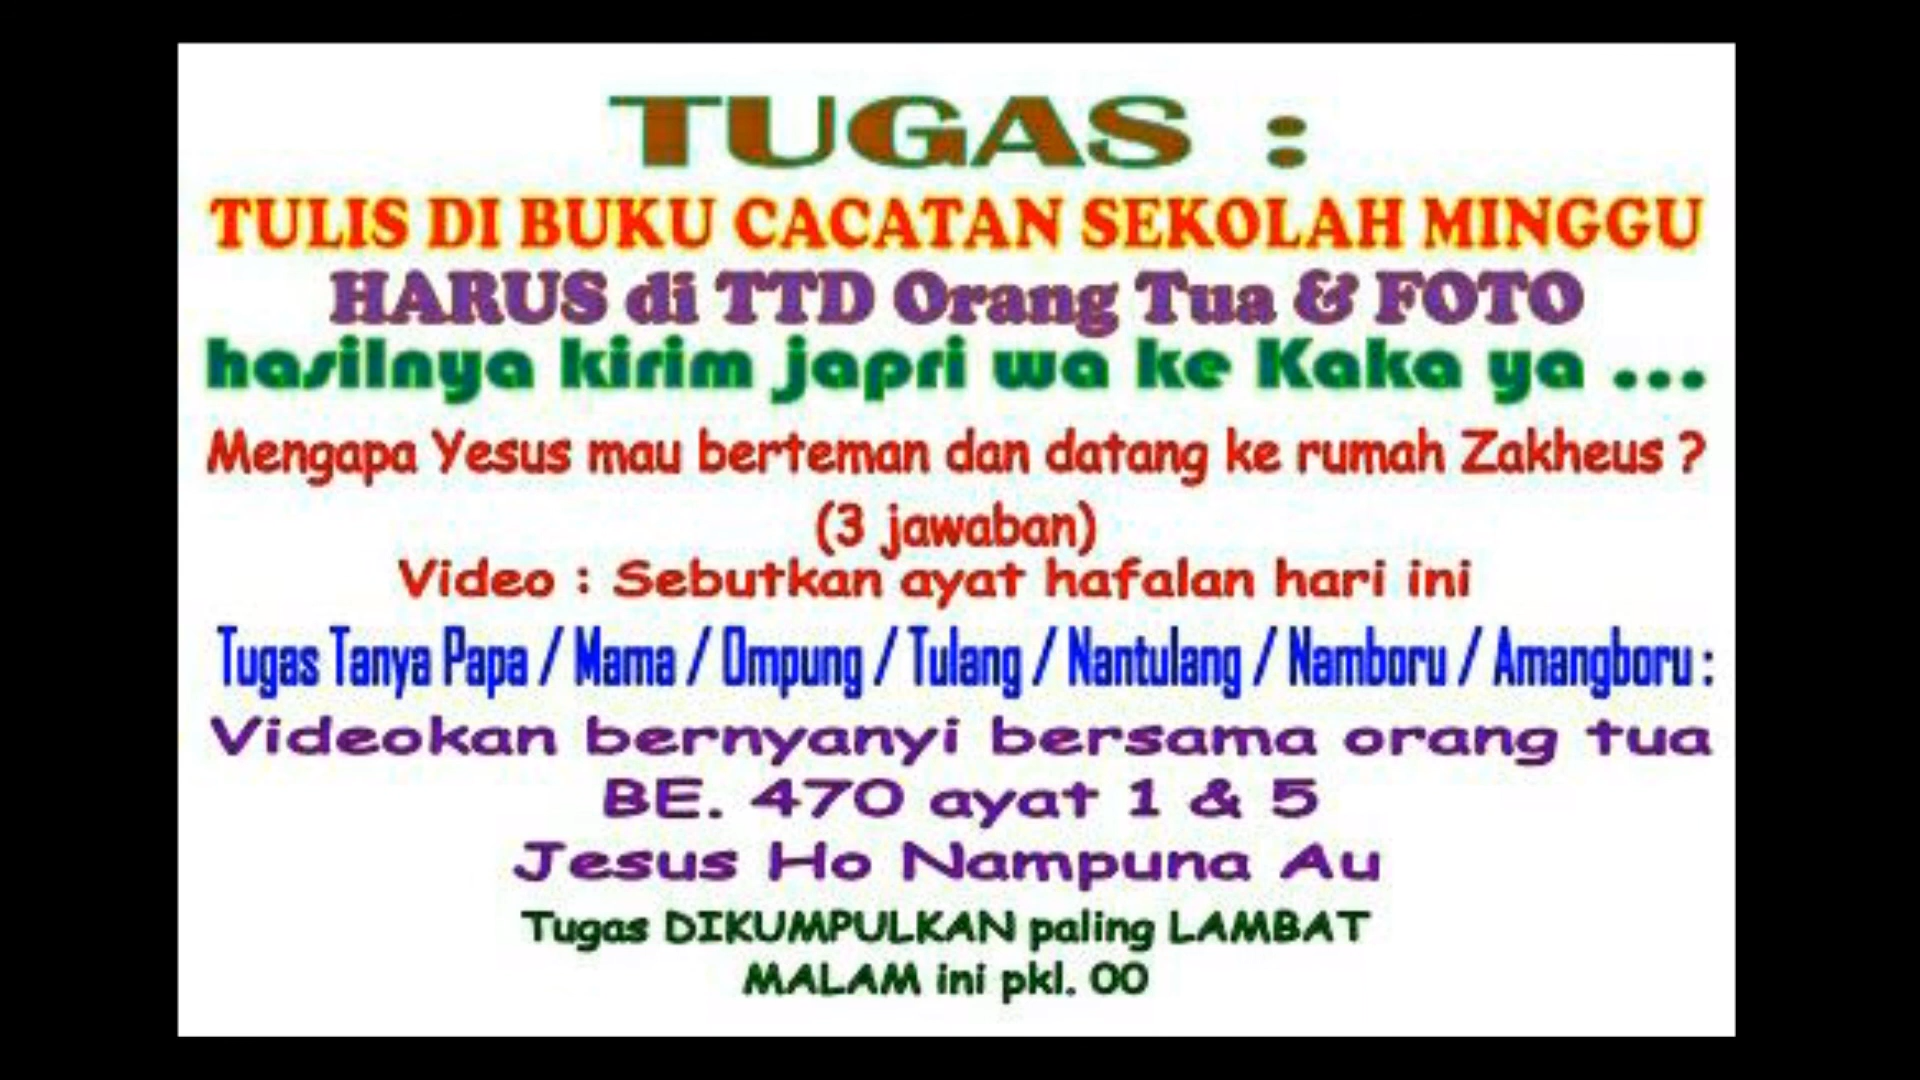 TUGAS :
TULIS DI BUKU CACATAN SEKOLAH MINGGU
HARUS di TTD Orang Tua & FOTO
hasilnya kirim japri wa ke Kaka ya ...
Mengapa Yesus mau berteman dan datang ke rumah Zakheus ?
(3 jawaban)
Video : Sebutkan ayat hafalan hari ini
Tugas Tanya Papa / Mama / Ompung / Tulang / Nantulang / Namboru / Amangboru :
Videokan bernyanyi bersama orang tua
BE. 470 ayat 1 & 5
Jesus Ho Nampuna Au
Tugas DIKUMPULKAN paling LAMBAT
MALAM ini pkl. 00